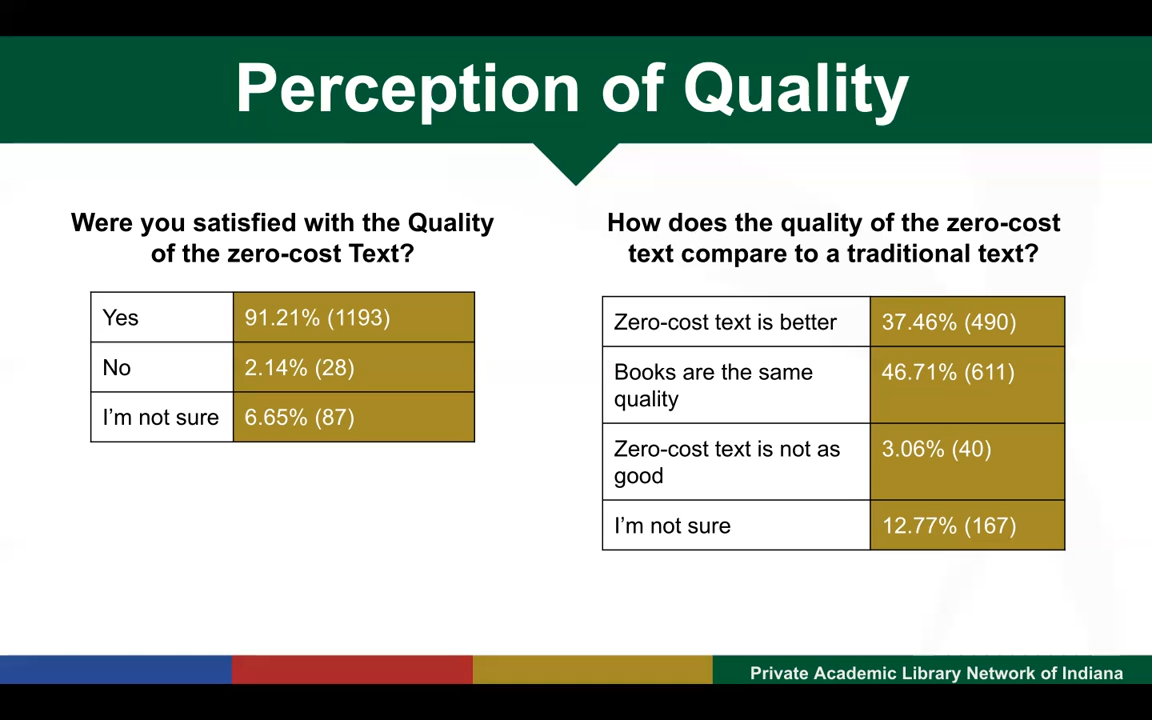 Perception of Quality
Were you satisfied with the Quality
of the zero-cost Text?
Yes 91.21% (1193)
No 2.14% (28)
I'm not sure 6.65% (87)
How does the quality of the zero-cost
text compare to a traditional text?
Zero-cost text is better 37.46% (490)
Books are the same 46.71% (611)
quality
Zero-cost text is not as 3.06% (40)
good
I'm not sure 12.77% (167)
Private Academic Library Network of Indiana